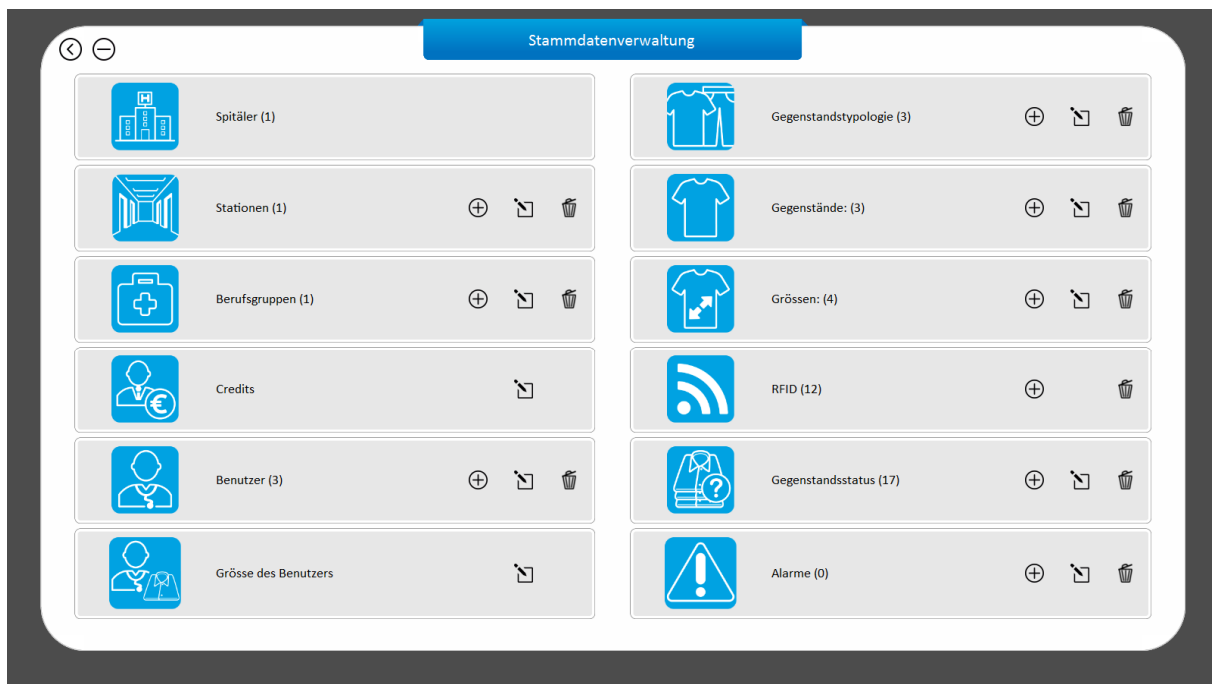 Stammdatenverwaltung
H
Spitäler (1)
Stationen (1)
Berufsgruppen (1)
€
Credits
Benutzer (3)
Grösse des Benutzers
Gegenstandstypologie (3)
Gegenstände: (3)
Grössen: (4)
RFID (12)
?
Gegenstandsstatus (17)
!
Alarme (0)